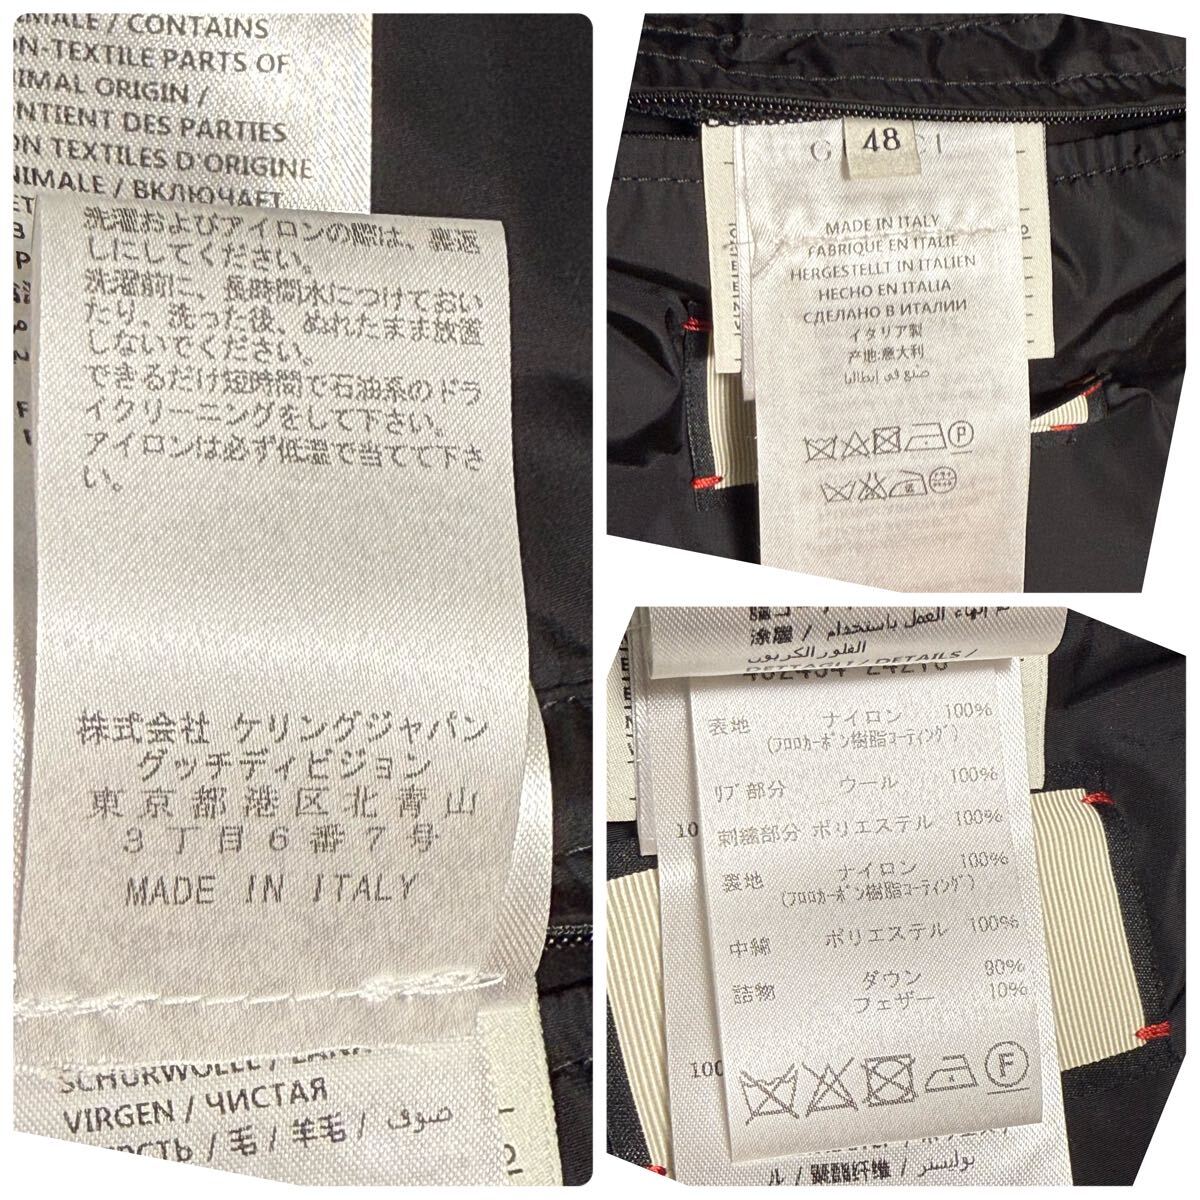 MALE / CONTAINS
ON-TEXTILE PARTS OF
IMAL ORIGIN /
ONTIENT DES PARTIES
ON TEXTILES D'ORIGINE
NIMALE / ВКЛЮЧАЕТ
洗濯およびアイロンの際は、裏返
しにしてください。
洗濯前に、長時間水につけておい
たり、洗った後、ぬれたまま放置
しないでください。
できるだけ短時間で石油系のドラ
イクリーニングをして下さい。
アイロンは必ず低温で当てて下さ
い。
株式会社 ケリングジャパン
グッチディビジョン
東京都港区北青山
3丁目6番7号
MADE IN ITALY
SCHURWOLLE / LANA
VIRGEN / ЧИСТАЯ
ЕРСТЬ / 毛 / 羊毛 / صوف
48
MADE IN ITALY
FABRIQUÉ EN ITALIE
HERGESTELLT IN ITALIEN
HECHO EN ITALIA
СДЕЛАНО В ИТАЛИИ
イタリア製
产地:意大利
صنع في إيطاليا
P
涂层 / م إنهاء العمل باستخدام
الفلور الكربون
DETTAGLI / DETAILS /
表地 ナイロン 100%
(フロロカーボン樹脂コーティング)
リブ部分 ウール 100%
刺繍部分 ポリエステル 100%
裏地 ナイロン 100%
(フロロカーボン樹脂コーティング)
中綿 ポリエステル 100%
詰物 ダウン 90%
フェザー 10%
F